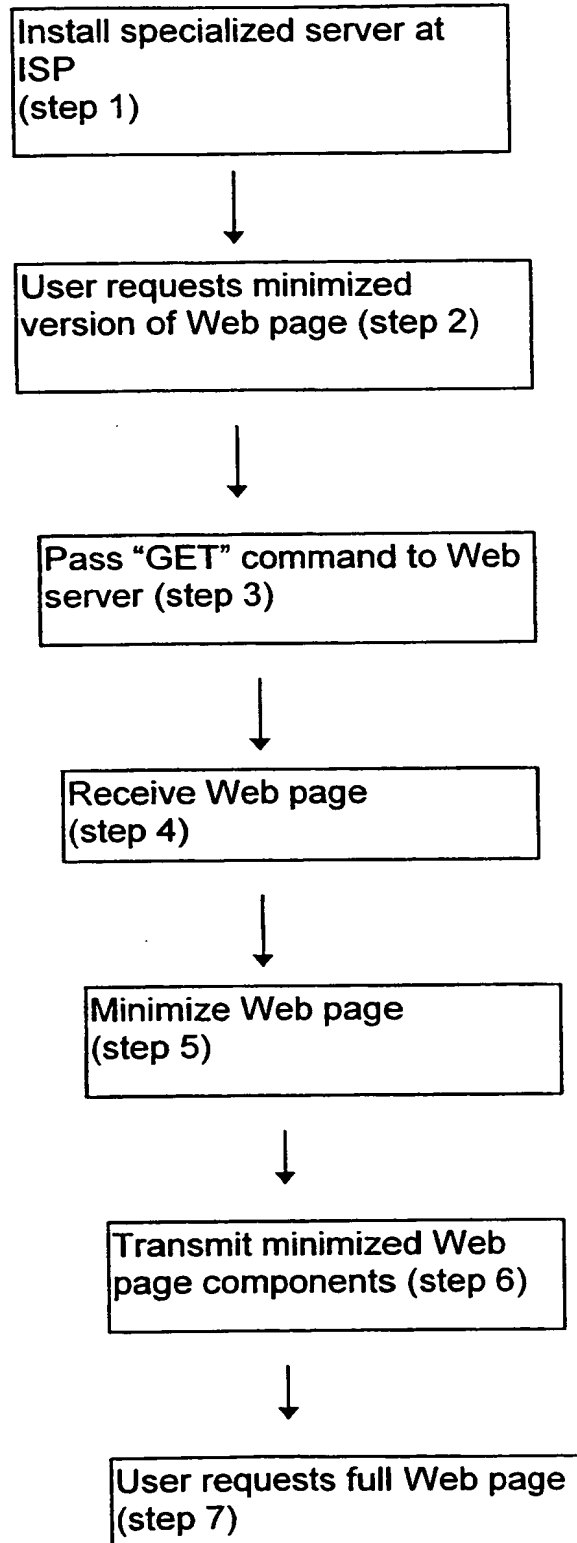 Install specialized server at
ISP
(step 1)
User requests minimized
version of Web page (step 2)
Pass “GET” command to Web
server (step 3)
Receive Web page
(step 4)
Minimize Web page
(step 5)
Transmit minimized Web
page components (step 6)
User requests full Web page
(step 7)